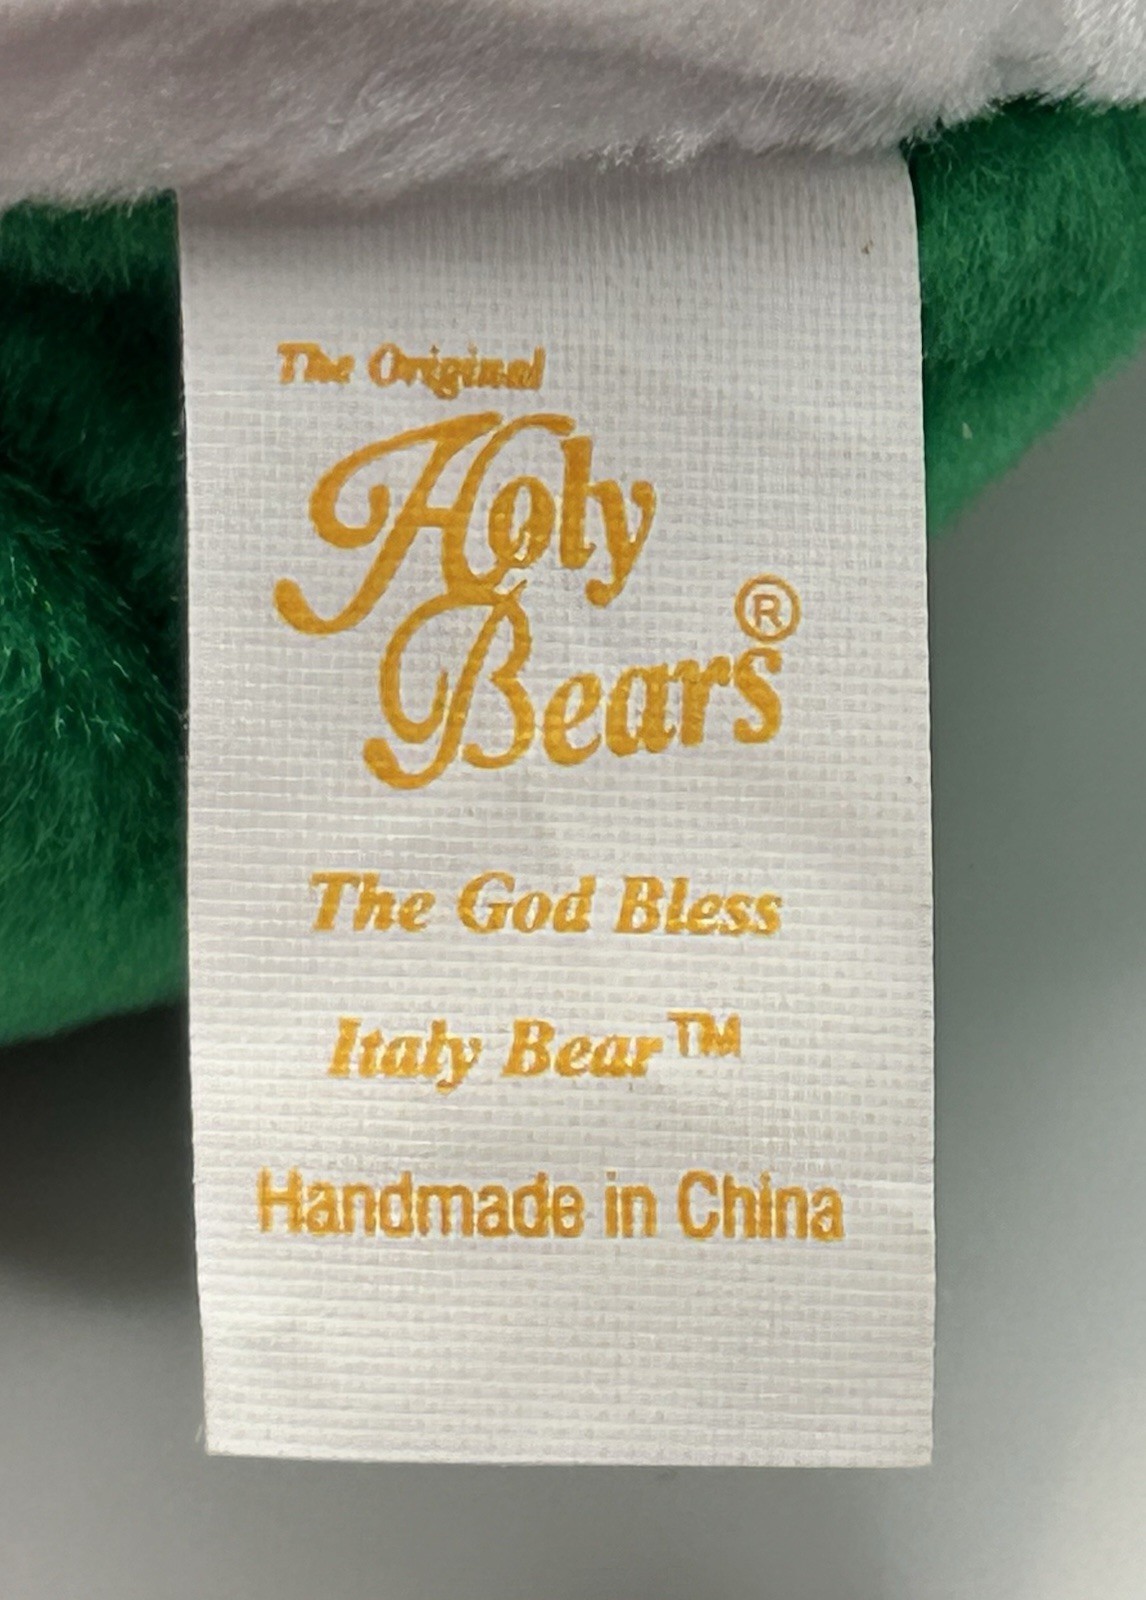 The Original
Holy
Bears®
The God Bless
Italy Bear™
Handmade in China